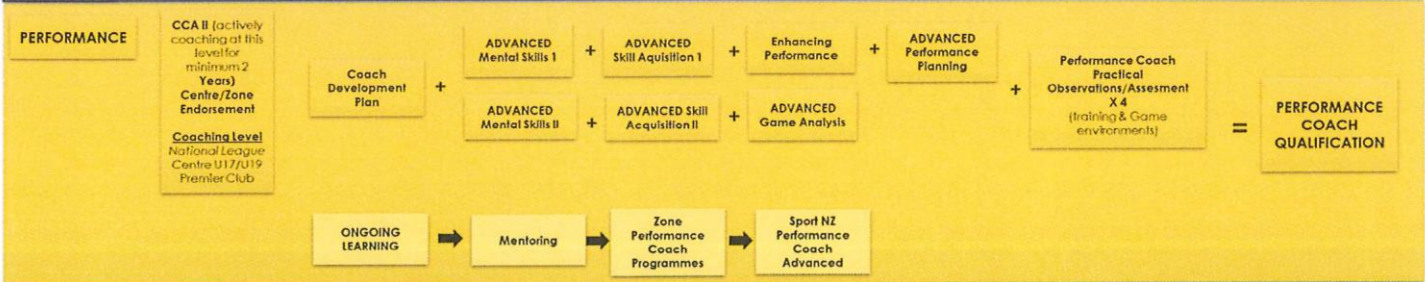 PERFORMANCE
CCA II (actively
coaching at this
level for
minimum 2
Years)
Centre/Zone
Endorsement
Coaching Level
National League
Centre U17/U19
Premier Club
Coach
Development
Plan
+
ADVANCED
Mental Skills 1
+
ADVANCED
Skill Aquisition 1
+
Enhancing
Performance
+
ADVANCED
Performance
Planning
ADVANCED
Mental Skills II
+
ADVANCED Skill
Acquisition II
+
ADVANCED
Game Analysis
+
Performance Coach
Practical
Observations/Assesment
X 4
(training & Game
environments)
=
PERFORMANCE
COACH
QUALIFICATION
ONGOING
LEARNING
Mentoring
Zone
Performance
Coach
Programmes
Sport NZ
Performance
Coach
Advanced